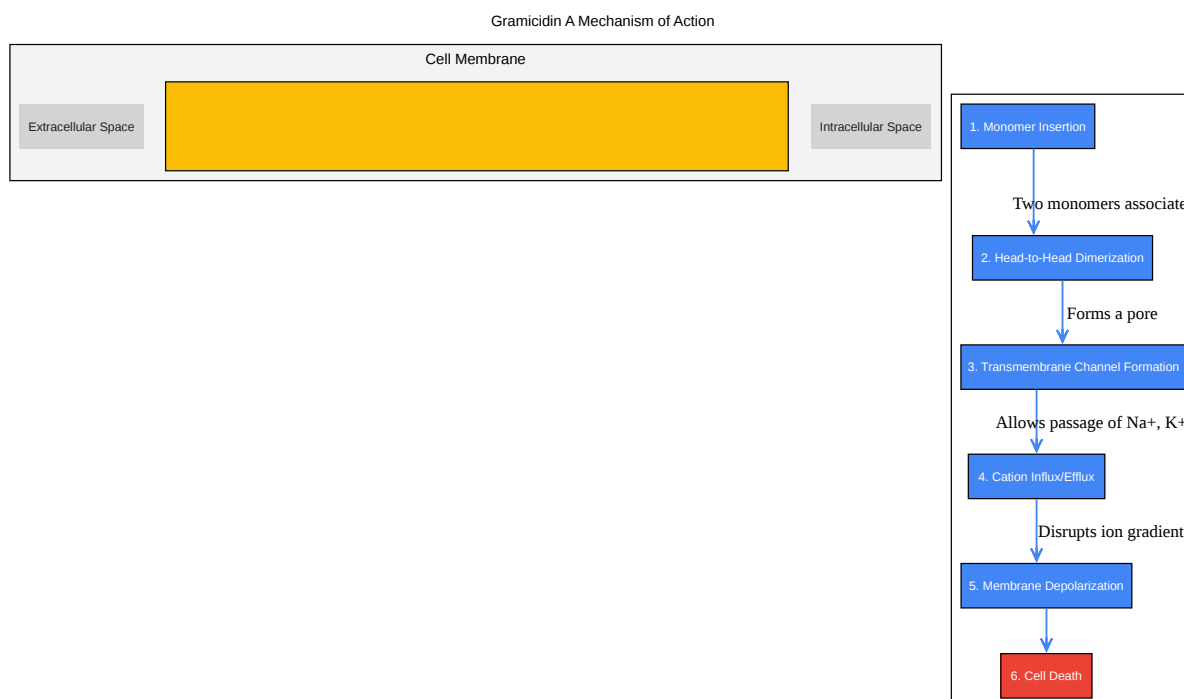 Gramicidin A Mechanism of Action
Cell Membrane
Extracellular Space
Intracellular Space
1. Monomer Insertion
Two monomers associate
2. Head-to-Head Dimerization
Forms a pore
3. Transmembrane Channel Formation
Allows passage of Na+, K+
4. Cation Influx/Efflux
Disrupts ion gradient
5. Membrane Depolarization
6. Cell Death